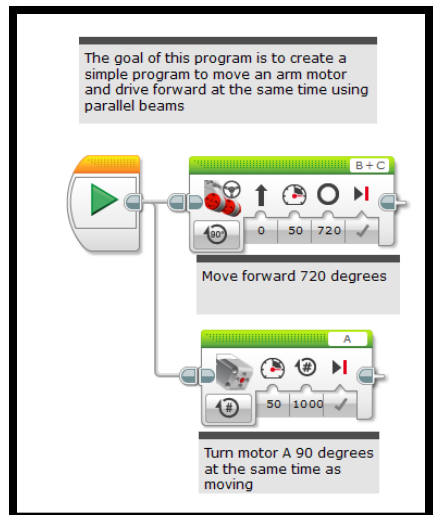 The goal of this program is to create a
simple program to move an arm motor
and drive forward at the same time using
parallel beams
B+C
90°
0 50 720
Move forward 720 degrees
A
#
#
50 1000
Turn motor A 90 degrees
at the same time as
moving